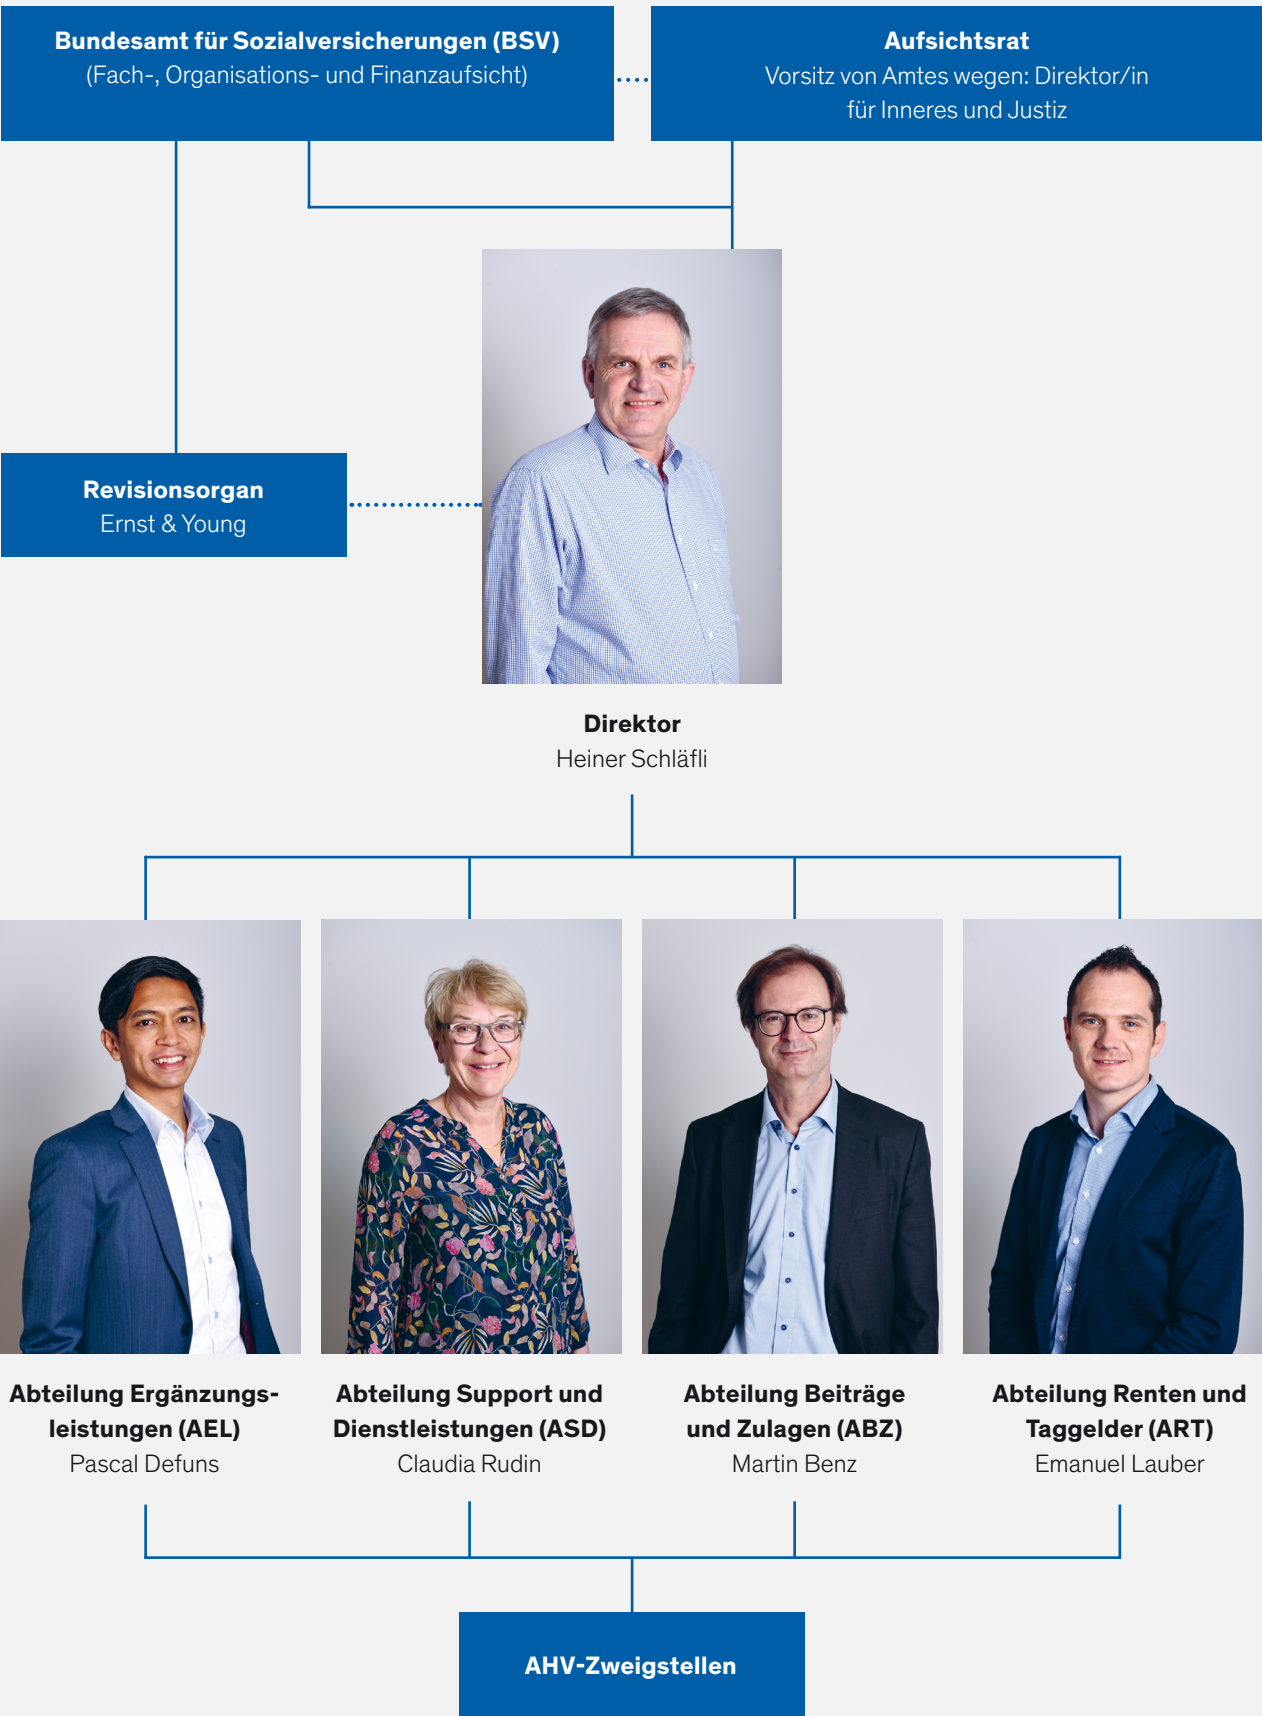 Bundesamt für Sozialversicherungen (BSV)
(Fach-, Organisations- und Finanzaufsicht)
Aufsichtsrat
Vorsitz von Amtes wegen: Direktor/in
für Inneres und Justiz
Revisionsorgan
Ernst & Young
Direktor
Heiner Schläfli
Abteilung Ergänzungs-
leistungen (AEL)
Pascal Defuns
Abteilung Support und
Dienstleistungen (ASD)
Claudia Rudin
Abteilung Beiträge
und Zulagen (ABZ)
Martin Benz
Abteilung Renten und
Taggelder (ART)
Emanuel Lauber
AHV-Zweigstellen